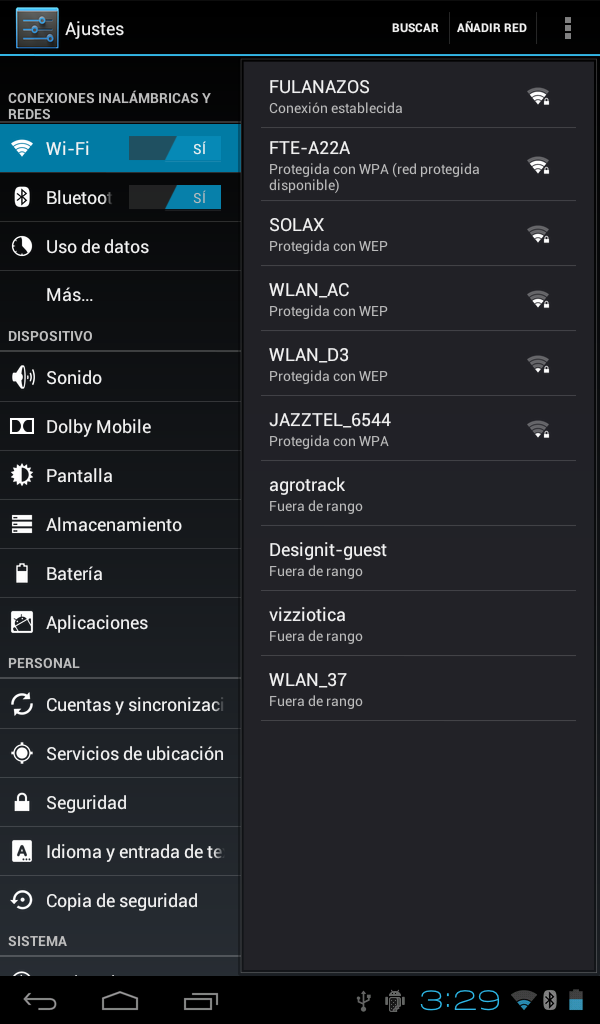 Ajustes
BUSCAR
AÑADIR RED
CONEXIONES INALÁMBRICAS Y
REDES
Wi-Fi
SÍ
Bluetoot
SÍ
Uso de datos
Más...
DISPOSITIVO
Sonido
Dolby Mobile
Pantalla
Almacenamiento
Batería
Aplicaciones
PERSONAL
Cuentas y sincronizaci
Servicios de ubicación
Seguridad
Idioma y entrada de te
Copia de seguridad
SISTEMA
FULANAZOS
Conexión establecida
FTE-A22A
Protegida con WPA (red protegida
disponible)
SOLAX
Protegida con WEP
WLAN_AC
Protegida con WEP
WLAN_D3
Protegida con WEP
JAZZTEL_6544
Protegida con WPA
agrotrack
Fuera de rango
Designit-guest
Fuera de rango
vizziotica
Fuera de rango
WLAN_37
Fuera de rango
3:29